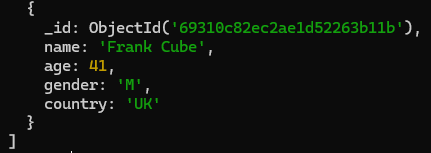 {
_id: ObjectId('69310c82ec2ae1d52263b11b'),
name: 'Frank Cube',
age: 41,
gender: 'M',
country: 'UK'
}
]